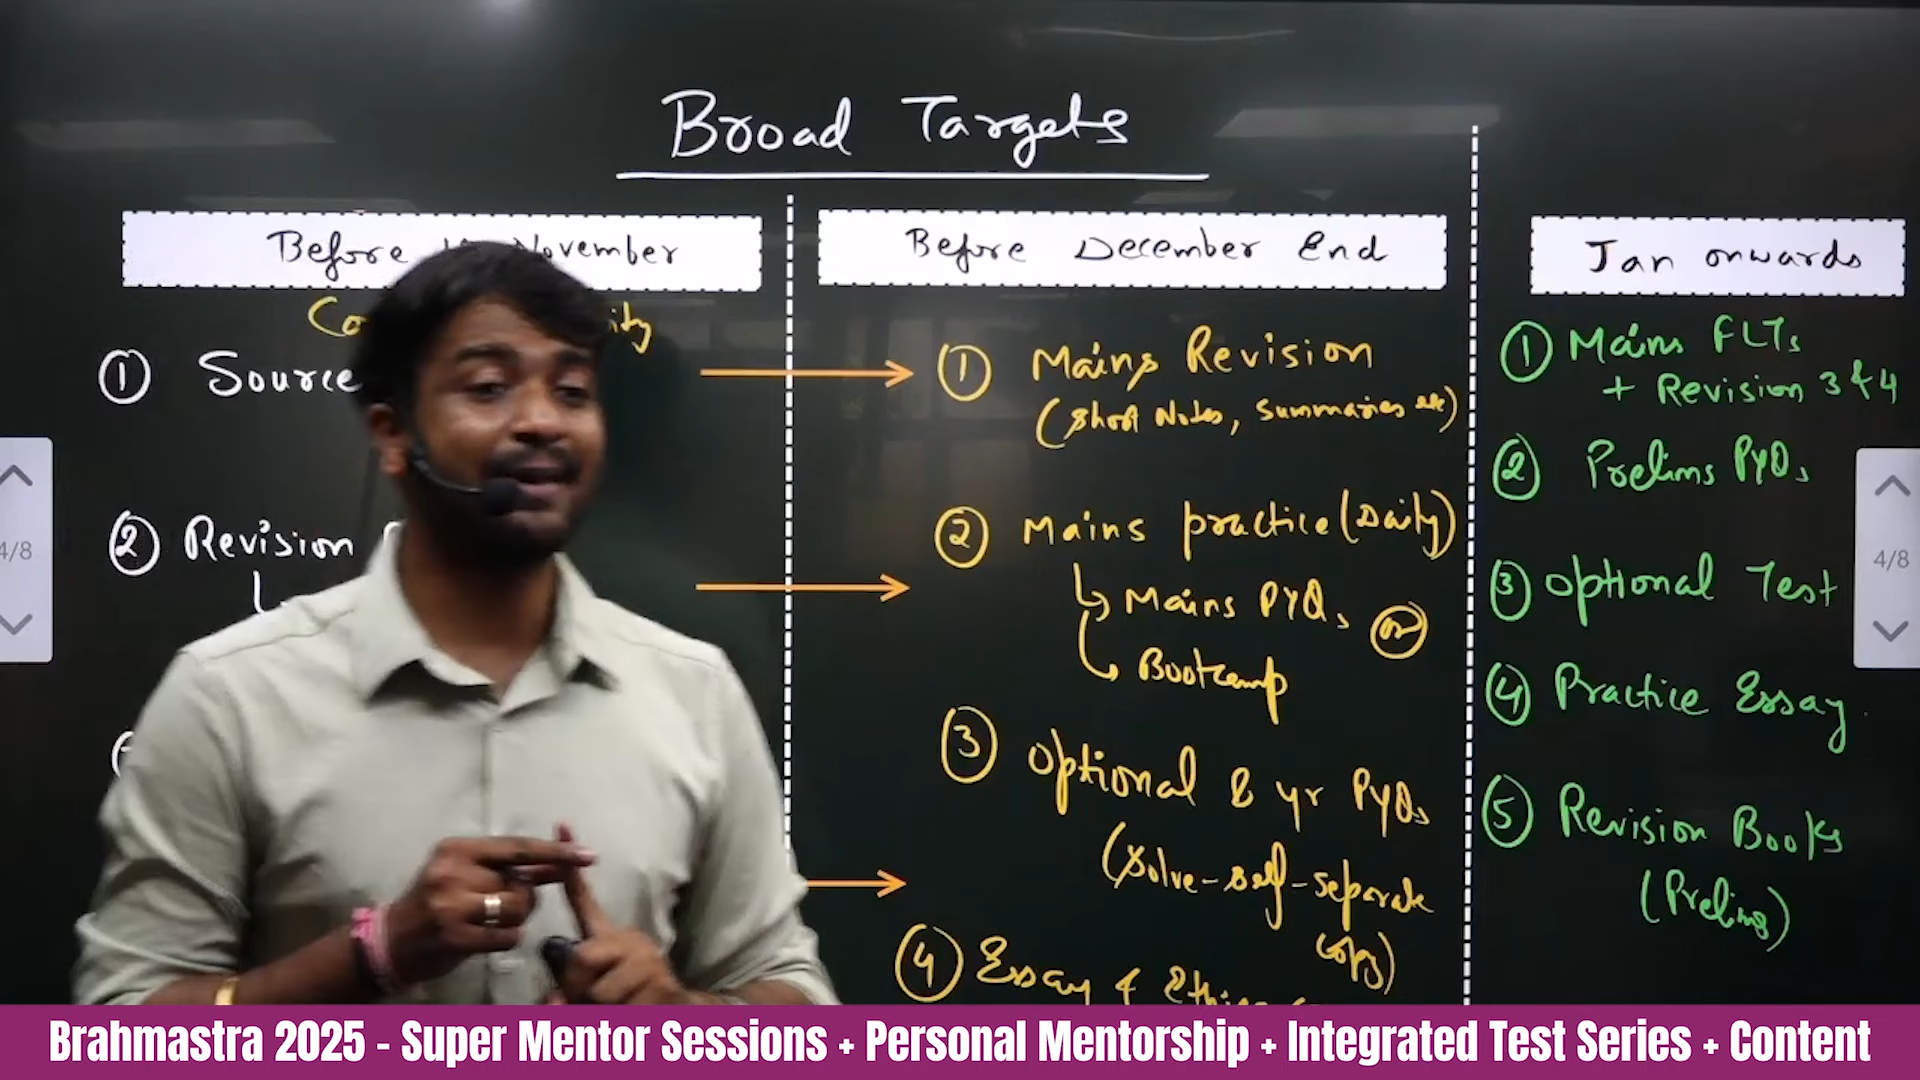 Broad Targets
Before November
① Source
② Revision
Before December End
① Mains Revision
(Short Notes, Summaries etc)
② Mains practice (Daily)
↳ Mains PYQs or
↳ Bootcamp
③ Optional 8 yr PYQs
(Solve-self-separate
copy)
④ Essay & Ethics
Jan onwards
① Mains FLTs
+ Revision 3 & 4
② Prelims PYQs
③ Optional Test
④ Practice Essay
⑤ Revision Books
(Prelims)
4/8
4/8
Brahmastra 2025 - Super Mentor Sessions + Personal Mentorship + Integrated Test Series + Content